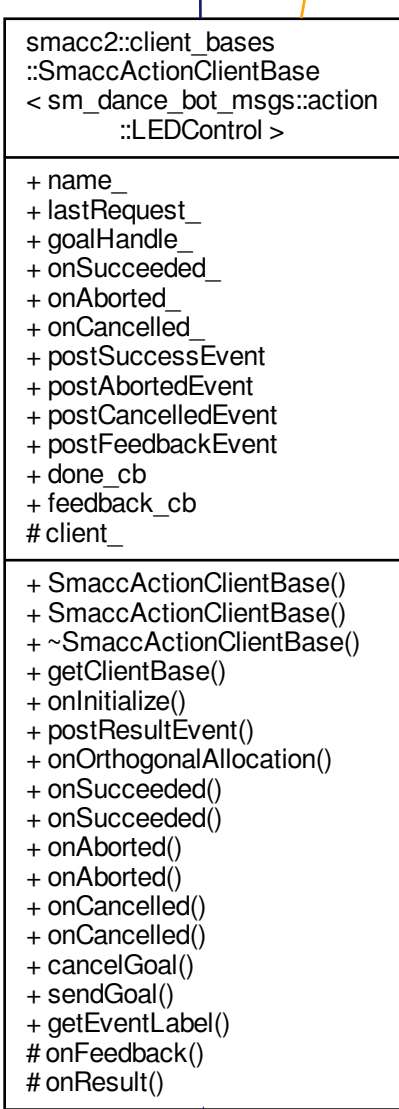 smacc2::client_bases
::SmaccActionClientBase
< sm_dance_bot_msgs::action
::LEDControl >
+ name_
+ lastRequest_
+ goalHandle_
+ onSucceeded_
+ onAborted_
+ onCancelled_
+ postSuccessEvent
+ postAbortedEvent
+ postCancelledEvent
+ postFeedbackEvent
+ done_cb
+ feedback_cb
# client_
+ SmaccActionClientBase()
+ SmaccActionClientBase()
+ ~SmaccActionClientBase()
+ getClientBase()
+ onInitialize()
+ postResultEvent()
+ onOrthogonalAllocation()
+ onSucceeded()
+ onSucceeded()
+ onAborted()
+ onAborted()
+ onCancelled()
+ onCancelled()
+ cancelGoal()
+ sendGoal()
+ getEventLabel()
# onFeedback()
# onResult()